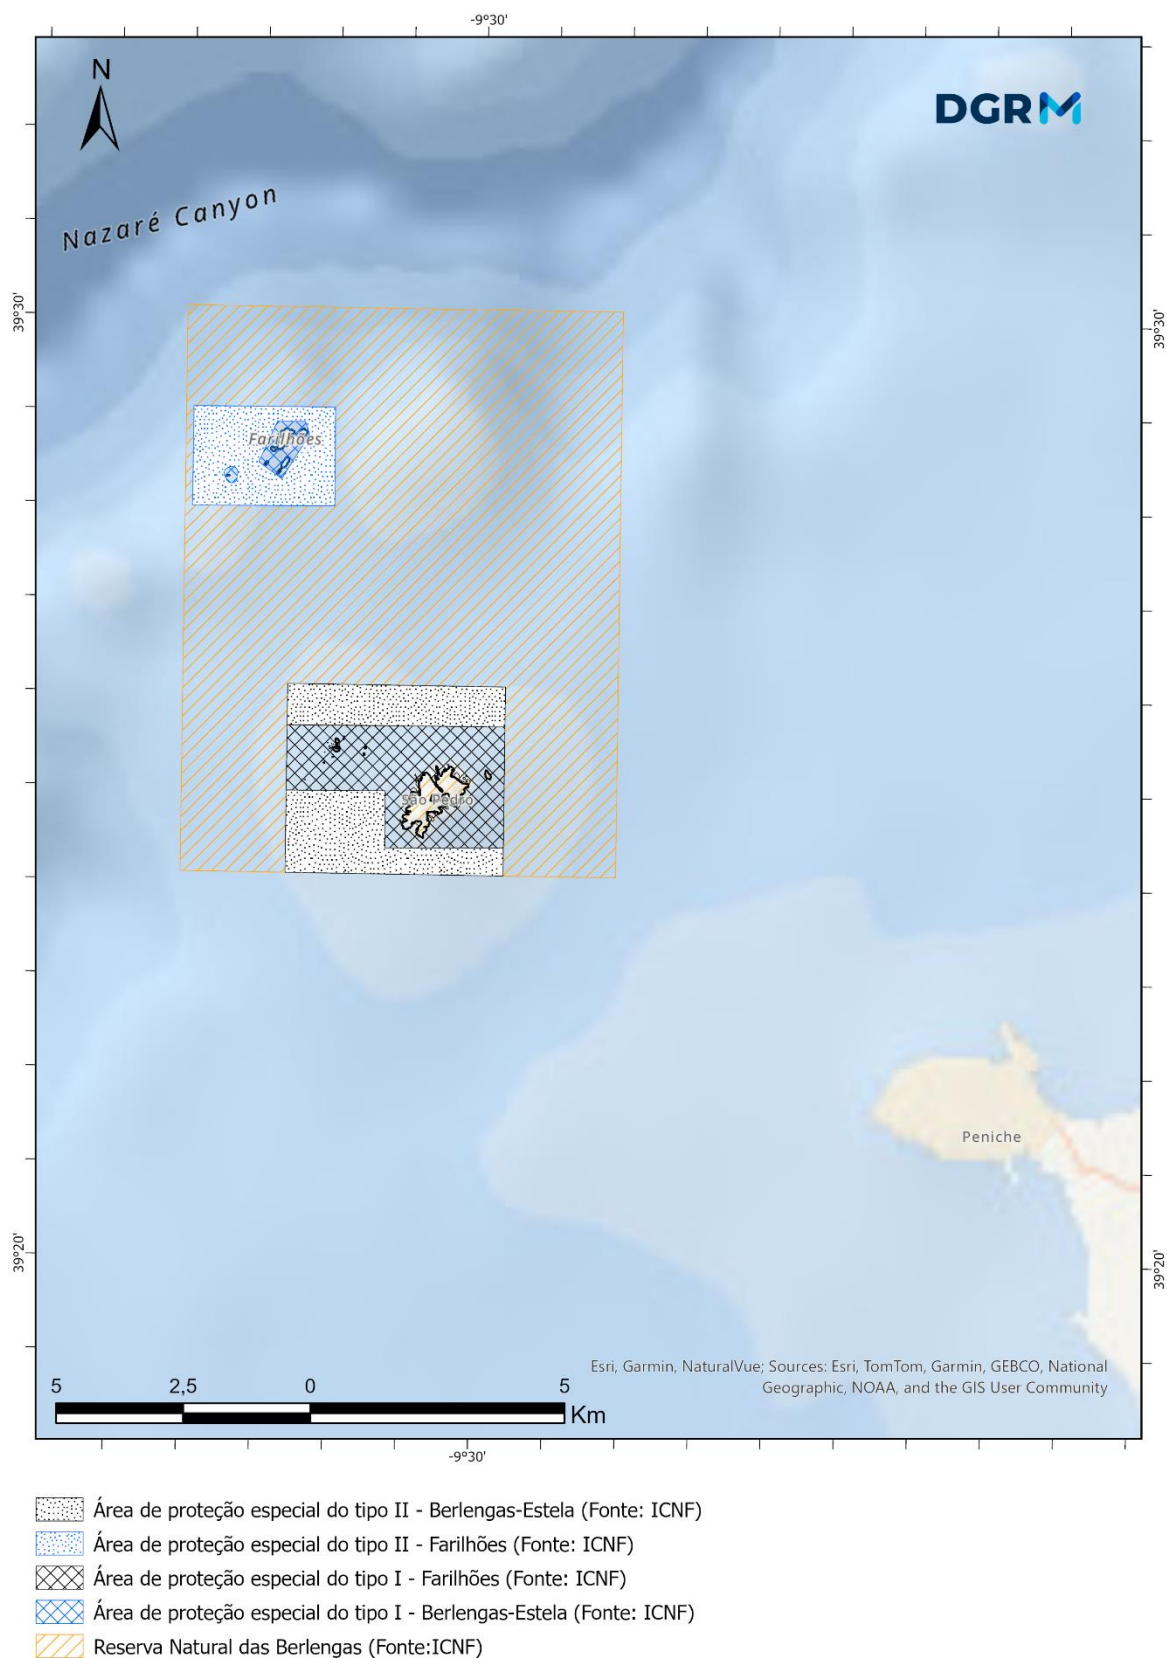 -9°30'
N
DGRM
Nazaré Canyon
39°30'
39°30'
Farilhões
São Pedro
Peniche
39°20'
39°20'
Esri, Garmin, NaturalVue; Sources: Esri, TomTom, Garmin, GEBCO, National
Geographic, NOAA, and the GIS User Community
5 2,5 0 5
Km
-9°30'
Área de proteção especial do tipo II - Berlengas-Estela (Fonte: ICNF)
Área de proteção especial do tipo II - Farilhões (Fonte: ICNF)
Área de proteção especial do tipo I - Farilhões (Fonte: ICNF)
Área de proteção especial do tipo I - Berlengas-Estela (Fonte: ICNF)
Reserva Natural das Berlengas (Fonte:ICNF)